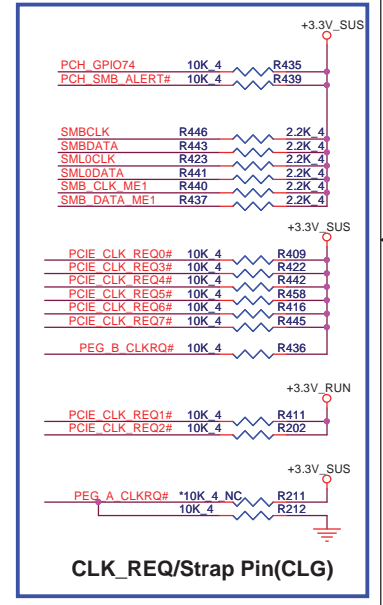 +3.3V_SUS
PCH_GPIO74 10K_4 R435
PCH_SMB_ALERT# 10K_4 R439
SMBCLK R446 2.2K_4
SMBDATA R443 2.2K_4
SML0CLK R423 2.2K_4
SML0DATA R441 2.2K_4
SMB_CLK_ME1 R440 2.2K_4
SMB_DATA_ME1 R437 2.2K_4
+3.3V_SUS
PCIE_CLK_REQ0# 10K_4 R409
PCIE_CLK_REQ3# 10K_4 R422
PCIE_CLK_REQ4# 10K_4 R442
PCIE_CLK_REQ5# 10K_4 R458
PCIE_CLK_REQ6# 10K_4 R416
PCIE_CLK_REQ7# 10K_4 R445
PEG_B_CLKRQ# 10K_4 R436
+3.3V_RUN
PCIE_CLK_REQ1# 10K_4 R411
PCIE_CLK_REQ2# 10K_4 R202
+3.3V_SUS
PEG_A_CLKRQ# *10K_4_NC R211
10K_4 R212
CLK_REQ/Strap Pin(CLG)